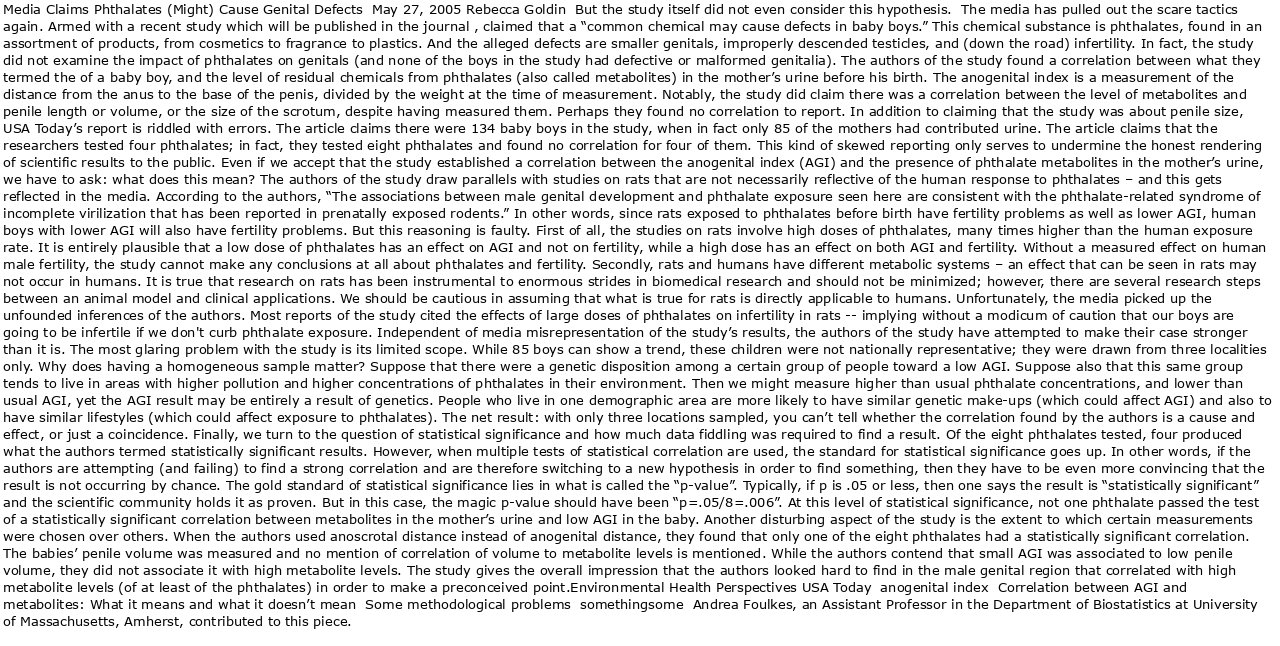 Media Claims Phthalates (Might) Cause Genital Defects  May 27, 2005 Rebecca Goldin  But the study itself did not even consider this hypothesis.  The media has pulled out the scare tactics
again. Armed with a recent study which will be published in the journal , claimed that a “common chemical may cause defects in baby boys.” This chemical substance is phthalates, found in an
assortment of products, from cosmetics to fragrance to plastics. And the alleged defects are smaller genitals, improperly descended testicles, and (down the road) infertility. In fact, the study
did not examine the impact of phthalates on genitals (and none of the boys in the study had defective or malformed genitalia). The authors of the study found a correlation between what they
termed the of a baby boy, and the level of residual chemicals from phthalates (also called metabolites) in the mother’s urine before his birth. The anogenital index is a measurement of the
distance from the anus to the base of the penis, divided by the weight at the time of measurement. Notably, the study did claim there was a correlation between the level of metabolites and
penile length or volume, or the size of the scrotum, despite having measured them. Perhaps they found no correlation to report. In addition to claiming that the study was about penile size,
USA Today’s report is riddled with errors. The article claims there were 134 baby boys in the study, when in fact only 85 of the mothers had contributed urine. The article claims that the
researchers tested four phthalates; in fact, they tested eight phthalates and found no correlation for four of them. This kind of skewed reporting only serves to undermine the honest rendering
of scientific results to the public. Even if we accept that the study established a correlation between the anogenital index (AGI) and the presence of phthalate metabolites in the mother’s urine,
we have to ask: what does this mean? The authors of the study draw parallels with studies on rats that are not necessarily reflective of the human response to phthalates – and this gets
reflected in the media. According to the authors, “The associations between male genital development and phthalate exposure seen here are consistent with the phthalate-related syndrome of
incomplete virilization that has been reported in prenatally exposed rodents.” In other words, since rats exposed to phthalates before birth have fertility problems as well as lower AGI, human
boys with lower AGI will also have fertility problems. But this reasoning is faulty. First of all, the studies on rats involve high doses of phthalates, many times higher than the human exposure
rate. It is entirely plausible that a low dose of phthalates has an effect on AGI and not on fertility, while a high dose has an effect on both AGI and fertility. Without a measured effect on human
male fertility, the study cannot make any conclusions at all about phthalates and fertility. Secondly, rats and humans have different metabolic systems – an effect that can be seen in rats may
not occur in humans. It is true that research on rats has been instrumental to enormous strides in biomedical research and should not be minimized; however, there are several research steps
between an animal model and clinical applications. We should be cautious in assuming that what is true for rats is directly applicable to humans. Unfortunately, the media picked up the
unfounded inferences of the authors. Most reports of the study cited the effects of large doses of phthalates on infertility in rats -- implying without a modicum of caution that our boys are
going to be infertile if we don't curb phthalate exposure. Independent of media misrepresentation of the study’s results, the authors of the study have attempted to make their case stronger
than it is. The most glaring problem with the study is its limited scope. While 85 boys can show a trend, these children were not nationally representative; they were drawn from three localities
only. Why does having a homogeneous sample matter? Suppose that there were a genetic disposition among a certain group of people toward a low AGI. Suppose also that this same group
tends to live in areas with higher pollution and higher concentrations of phthalates in their environment. Then we might measure higher than usual phthalate concentrations, and lower than
usual AGI, yet the AGI result may be entirely a result of genetics. People who live in one demographic area are more likely to have similar genetic make-ups (which could affect AGI) and also to
have similar lifestyles (which could affect exposure to phthalates). The net result: with only three locations sampled, you can’t tell whether the correlation found by the authors is a cause and
effect, or just a coincidence. Finally, we turn to the question of statistical significance and how much data fiddling was required to find a result. Of the eight phthalates tested, four produced
what the authors termed statistically significant results. However, when multiple tests of statistical correlation are used, the standard for statistical significance goes up. In other words, if the
authors are attempting (and failing) to find a strong correlation and are therefore switching to a new hypothesis in order to find something, then they have to be even more convincing that the
result is not occurring by chance. The gold standard of statistical significance lies in what is called the “p-value”. Typically, if p is .05 or less, then one says the result is “statistically significant”
and the scientific community holds it as proven. But in this case, the magic p-value should have been “p=.05/8=.006”. At this level of statistical significance, not one phthalate passed the test
of a statistically significant correlation between metabolites in the mother’s urine and low AGI in the baby. Another disturbing aspect of the study is the extent to which certain measurements
were chosen over others. When the authors used anoscrotal distance instead of anogenital distance, they found that only one of the eight phthalates had a statistically significant correlation.
The babies’ penile volume was measured and no mention of correlation of volume to metabolite levels is mentioned. While the authors contend that small AGI was associated to low penile
volume, they did not associate it with high metabolite levels. The study gives the overall impression that the authors looked hard to find in the male genital region that correlated with high
metabolite levels (of at least of the phthalates) in order to make a preconceived point.Environmental Health Perspectives USA Today  anogenital index  Correlation between AGI and
metabolites: What it means and what it doesn’t mean  Some methodological problems  somethingsome  Andrea Foulkes, an Assistant Professor in the Department of Biostatistics at University
of Massachusetts, Amherst, contributed to this piece.